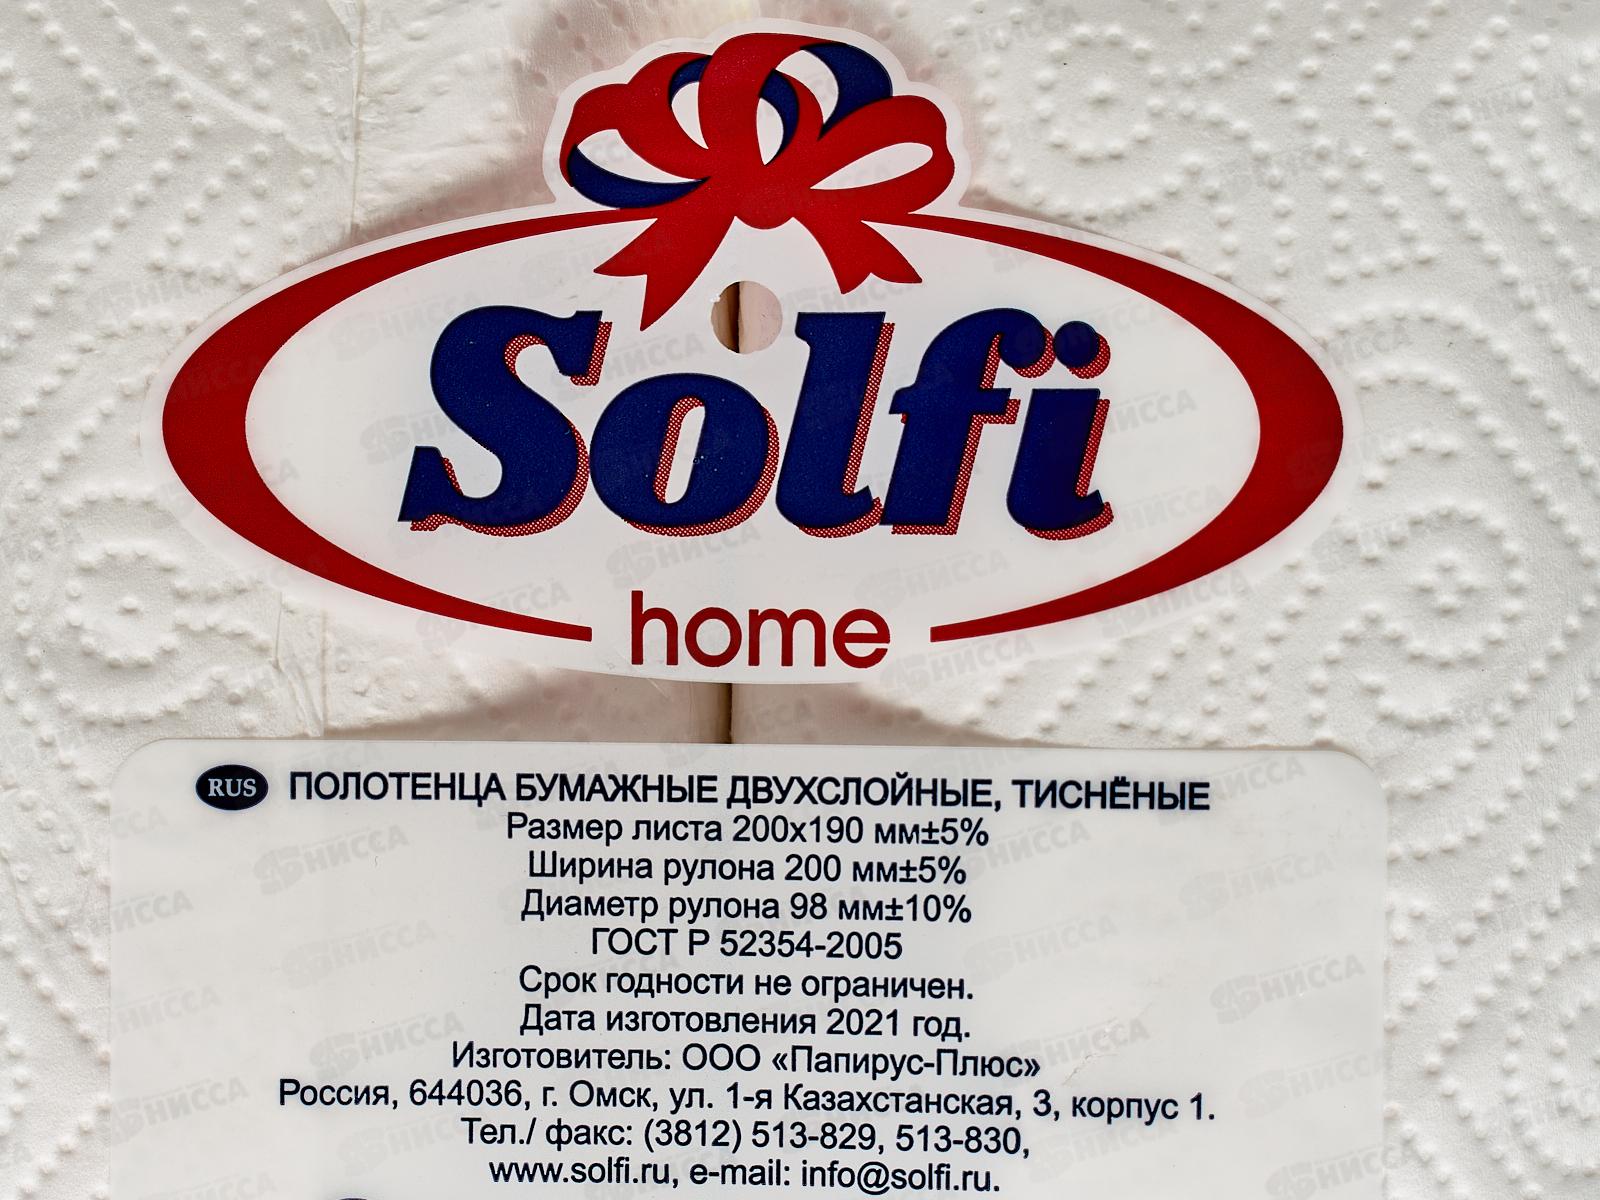 Solfi
home
RUS ПОЛОТЕНЦА БУМАЖНЫЕ ДВУХСЛОЙНЫЕ, ТИСНЁНЫЕ
Размер листа 200х190 мм±5%
Ширина рулона 200 мм±5%
Диаметр рулона 98 мм±10%
ГОСТ Р 52354-2005
Срок годности не ограничен.
Дата изготовления 2021 год.
Изготовитель: ООО «Папирус-Плюс»
Россия, 644036, г. Омск, ул. 1-я Казахстанская, 3, корпус 1.
Тел./ факс: (3812) 513-829, 513-830,
www.solfi.ru, e-mail: info@solfi.ru.